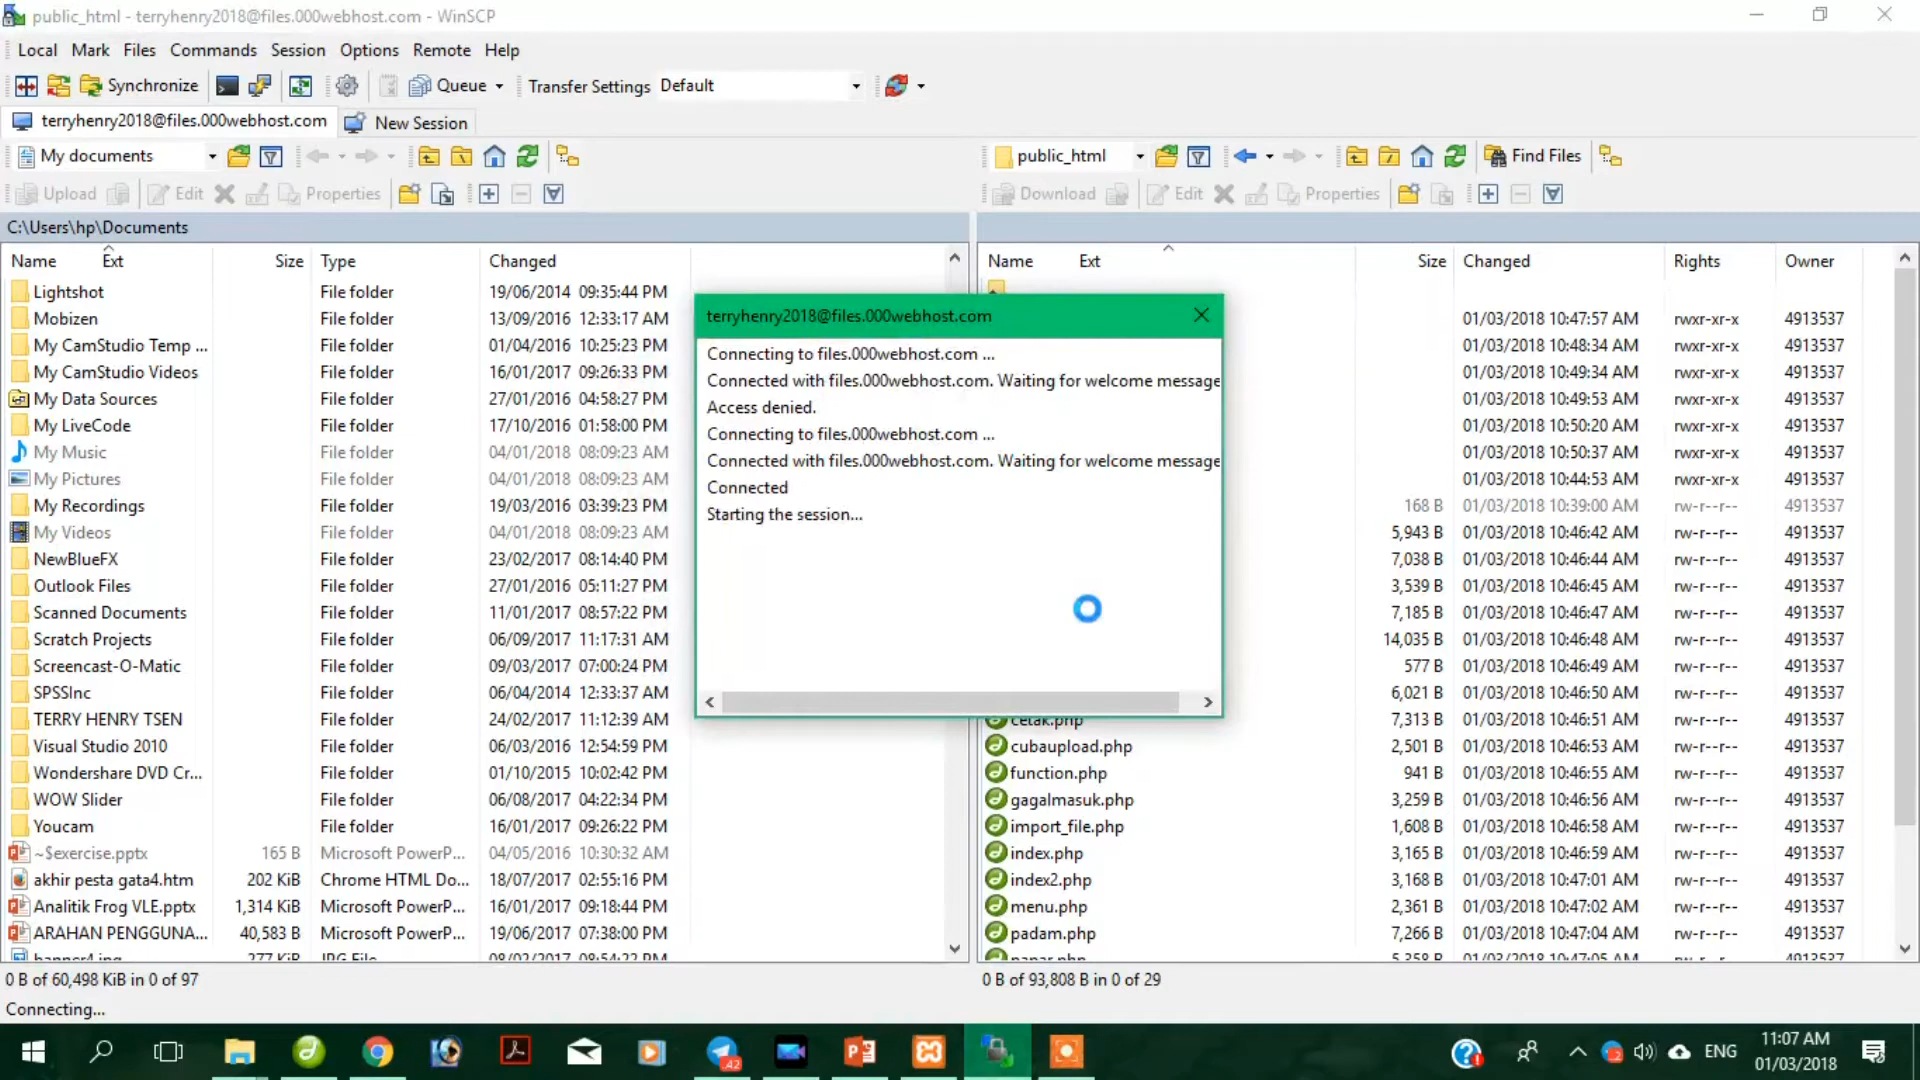 public_html - terryhenry2018@files.000webhost.com - WinSCP
Local Mark Files Commands Session Options Remote Help
Synchronize Queue Transfer Settings Default
terryhenry2018@files.000webhost.com New Session
My documents public_html Find Files
Upload Edit Properties Download Edit Properties
C:\Users\hp\Documents
Name Ext Size Type Changed
Lightshot File folder 19/06/2014 09:35:44 PM
Mobizen File folder 13/09/2016 12:33:17 AM
My CamStudio Temp ... File folder 01/04/2016 10:25:23 PM
My CamStudio Videos File folder 16/01/2017 09:26:33 PM
My Data Sources File folder 27/01/2016 04:58:27 PM
My LiveCode File folder 17/10/2016 01:58:00 PM
My Music File folder 04/01/2018 08:09:23 AM
My Pictures File folder 04/01/2018 08:09:23 AM
My Recordings File folder 19/03/2016 03:39:23 PM
My Videos File folder 04/01/2018 08:09:23 AM
NewBlueFX File folder 23/02/2017 08:14:40 PM
Outlook Files File folder 27/01/2016 05:11:27 PM
Scanned Documents File folder 11/01/2017 08:57:22 PM
Scratch Projects File folder 06/09/2017 11:17:31 AM
Screencast-O-Matic File folder 09/03/2017 07:00:24 PM
SPSSInc File folder 06/04/2014 12:33:37 AM
TERRY HENRY TSEN File folder 24/02/2017 11:12:39 AM
Visual Studio 2010 File folder 06/03/2016 12:54:59 PM
Wondershare DVD Cr... File folder 01/10/2015 10:02:42 PM
WOW Slider File folder 06/08/2017 04:22:34 PM
Youcam File folder 16/01/2017 09:26:22 PM
~$exercise.pptx 165 B Microsoft PowerP... 04/05/2016 10:30:32 AM
akhir pesta gata4.htm 202 KiB Chrome HTML Do... 18/07/2017 02:55:16 PM
Analitik Frog VLE.pptx 1,314 KiB Microsoft PowerP... 16/01/2017 09:18:44 PM
ARAHAN PENGGUNA... 40,583 B Microsoft PowerP... 19/06/2017 07:38:00 PM
banner4.jpg 277 KiB JPG File 08/02/2017 08:54:22 PM
0 B of 60,498 KiB in 0 of 97
Connecting...
terryhenry2018@files.000webhost.com
Connecting to files.000webhost.com ...
Connected with files.000webhost.com. Waiting for welcome message
Access denied.
Connecting to files.000webhost.com ...
Connected with files.000webhost.com. Waiting for welcome message
Connected
Starting the session...
Name Ext Size Changed Rights Owner
01/03/2018 10:47:57 AM rwxr-xr-x 4913537
01/03/2018 10:48:34 AM rwxr-xr-x 4913537
01/03/2018 10:49:34 AM rwxr-xr-x 4913537
01/03/2018 10:49:53 AM rwxr-xr-x 4913537
01/03/2018 10:50:20 AM rwxr-xr-x 4913537
01/03/2018 10:50:37 AM rwxr-xr-x 4913537
01/03/2018 10:44:53 AM rwxr-xr-x 4913537
168 B 01/03/2018 10:39:00 AM rw-r--r-- 4913537
5,943 B 01/03/2018 10:46:42 AM rw-r--r-- 4913537
7,038 B 01/03/2018 10:46:44 AM rw-r--r-- 4913537
3,539 B 01/03/2018 10:46:45 AM rw-r--r-- 4913537
7,185 B 01/03/2018 10:46:47 AM rw-r--r-- 4913537
14,035 B 01/03/2018 10:46:48 AM rw-r--r-- 4913537
577 B 01/03/2018 10:46:49 AM rw-r--r-- 4913537
6,021 B 01/03/2018 10:46:50 AM rw-r--r-- 4913537
cetak.php 7,313 B 01/03/2018 10:46:51 AM rw-r--r-- 4913537
cubaupload.php 2,501 B 01/03/2018 10:46:53 AM rw-r--r-- 4913537
function.php 941 B 01/03/2018 10:46:55 AM rw-r--r-- 4913537
gagalmasuk.php 3,259 B 01/03/2018 10:46:56 AM rw-r--r-- 4913537
import_file.php 1,608 B 01/03/2018 10:46:58 AM rw-r--r-- 4913537
index.php 3,165 B 01/03/2018 10:46:59 AM rw-r--r-- 4913537
index2.php 3,168 B 01/03/2018 10:47:01 AM rw-r--r-- 4913537
menu.php 2,361 B 01/03/2018 10:47:02 AM rw-r--r-- 4913537
padam.php 7,266 B 01/03/2018 10:47:04 AM rw-r--r-- 4913537
papar.php 5,358 B 01/03/2018 10:47:05 AM rw-r--r-- 4913537
0 B of 93,808 B in 0 of 29
42
ENG
11:07 AM
01/03/2018